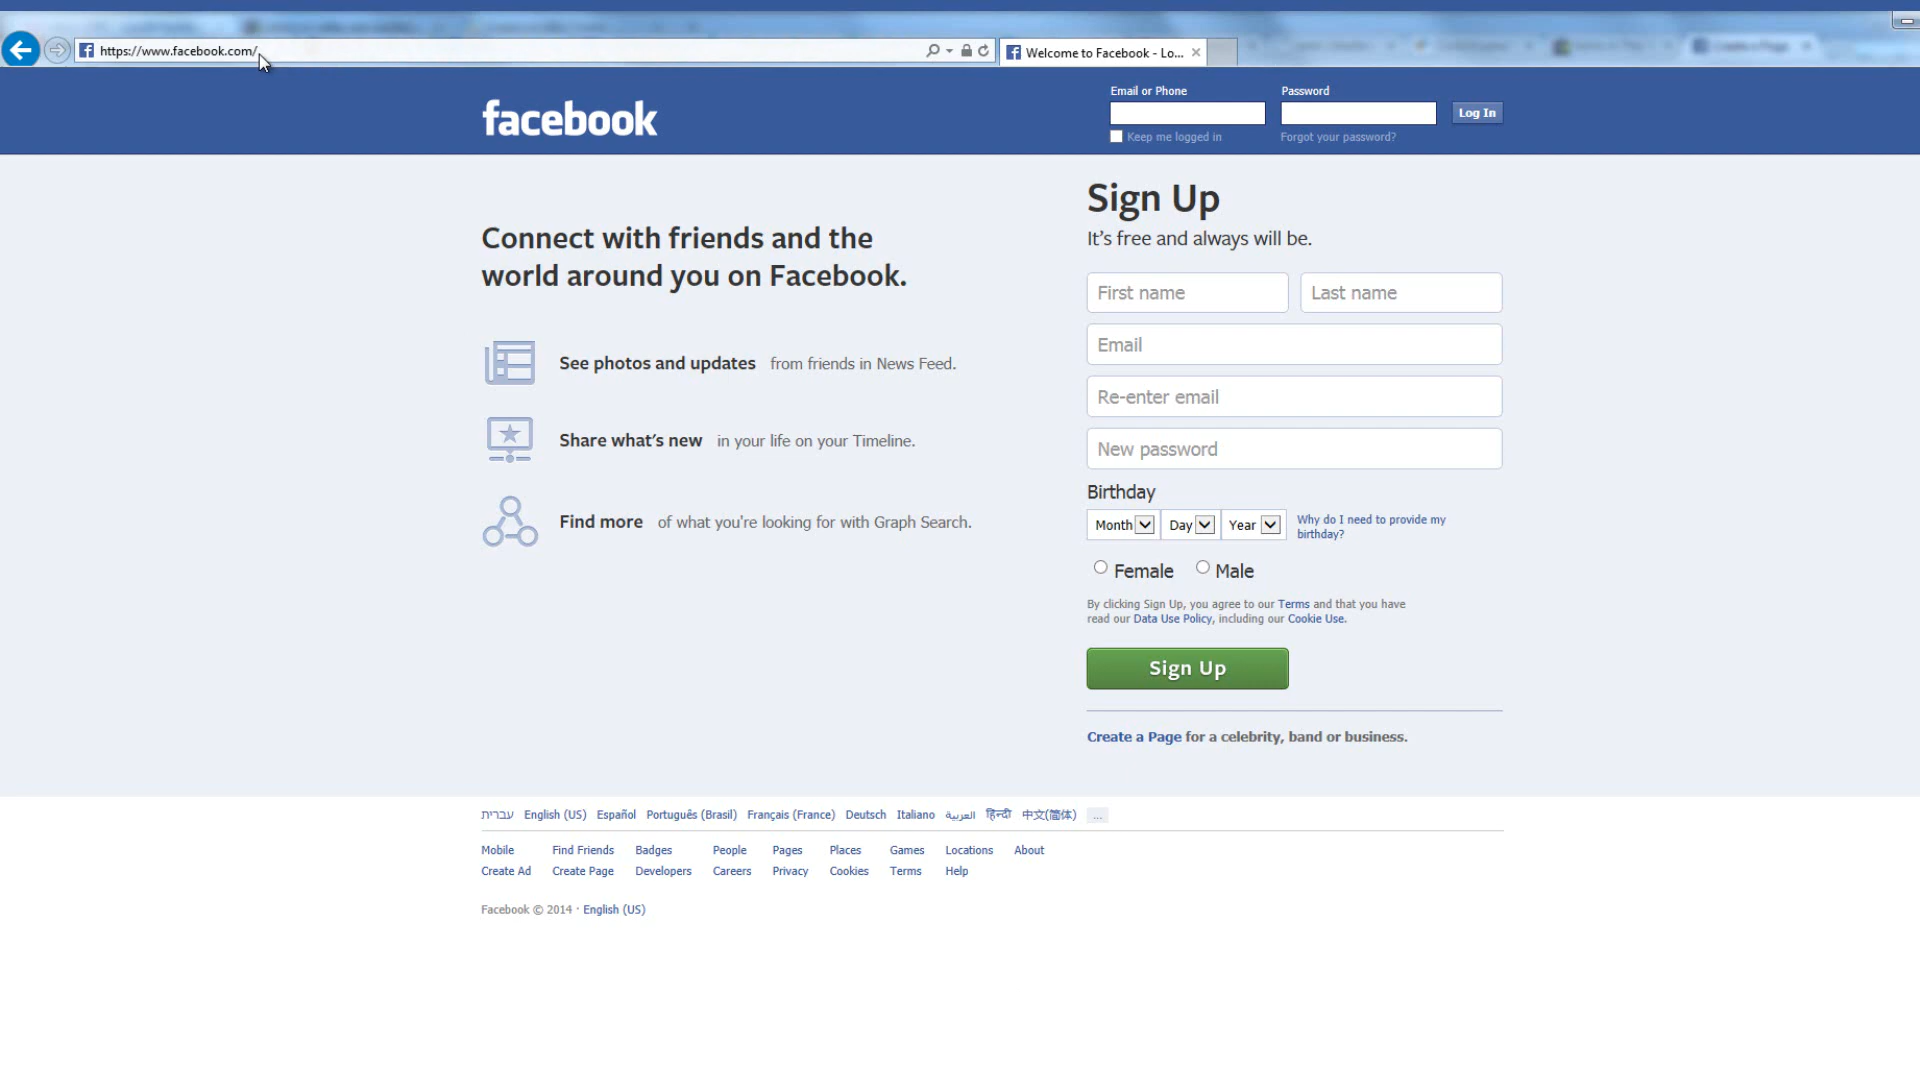 https://www.facebook.com/
Welcome to Facebook - Lo...
facebook
Email or Phone
Password
Log In
Keep me logged in
Forgot your password?
Connect with friends and the
world around you on Facebook.
See photos and updates from friends in News Feed.
Share what's new in your life on your Timeline.
Find more of what you're looking for with Graph Search.
Sign Up
It's free and always will be.
First name
Last name
Email
Re-enter email
New password
Birthday
Month Day Year
Why do I need to provide my
birthday?
Female Male
By clicking Sign Up, you agree to our Terms and that you have
read our Data Use Policy, including our Cookie Use.
Sign Up
Create a Page for a celebrity, band or business.
עברית English (US) Español Português (Brasil) Français (France) Deutsch Italiano العربية हिन्दी 中文(简体) ...
Mobile Find Friends Badges People Pages Places Games Locations About
Create Ad Create Page Developers Careers Privacy Cookies Terms Help
Facebook © 2014 · English (US)